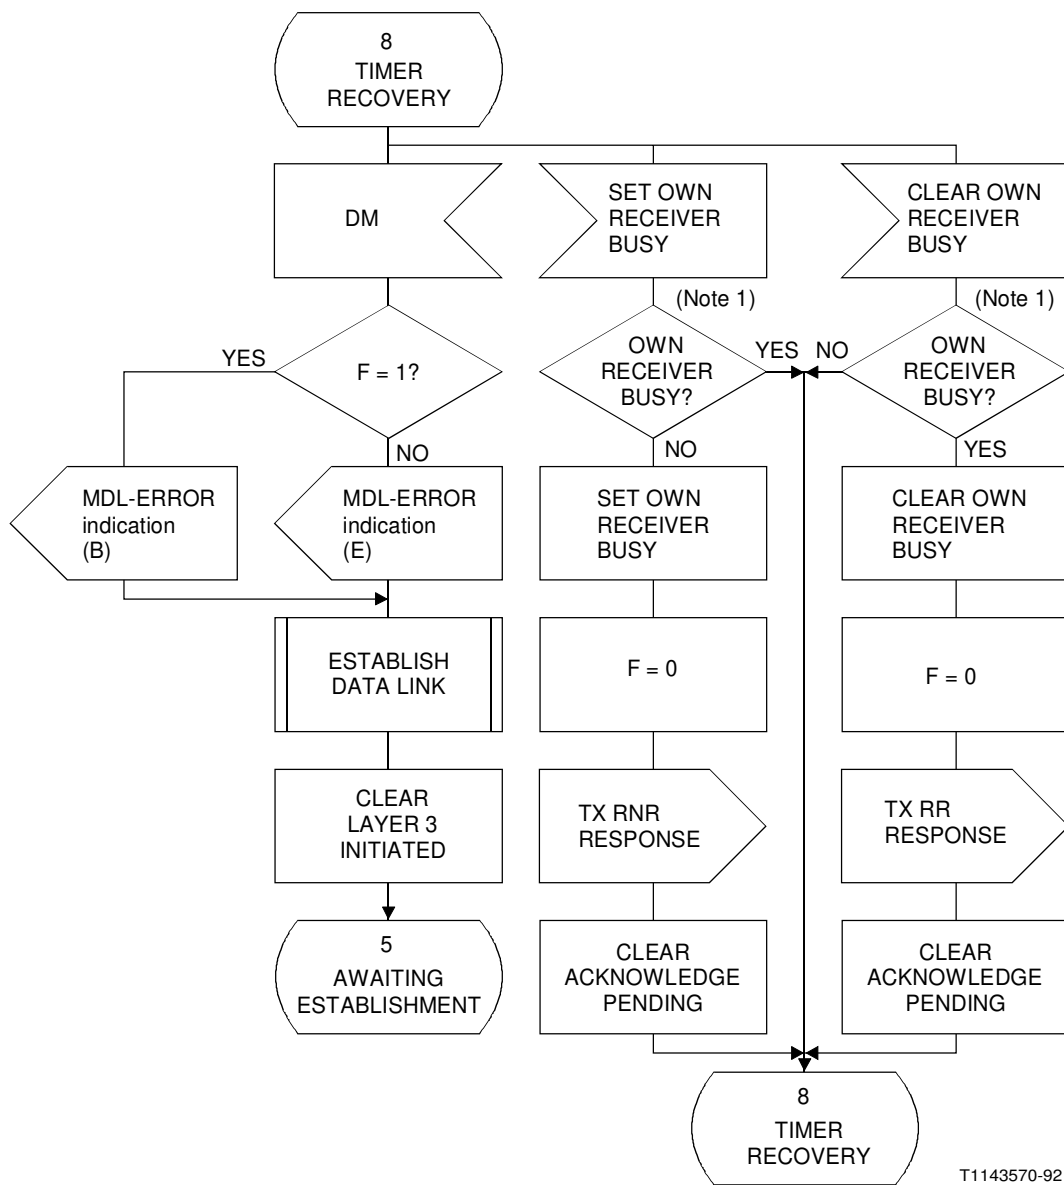 8
TIMER
RECOVERY
DM
SET OWN
RECEIVER
BUSY
CLEAR OWN
RECEIVER
BUSY
(Note 1)
(Note 1)
YES
F = 1?
NO
OWN
RECEIVER
BUSY?
YES
NO
NO
OWN
RECEIVER
BUSY?
YES
MDL-ERROR
indication
(B)
MDL-ERROR
indication
(E)
SET OWN
RECEIVER
BUSY
CLEAR OWN
RECEIVER
BUSY
ESTABLISH
DATA LINK
F = 0
F = 0
CLEAR
LAYER 3
INITIATED
TX RNR
RESPONSE
TX RR
RESPONSE
5
AWAITING
ESTABLISHMENT
CLEAR
ACKNOWLEDGE
PENDING
CLEAR
ACKNOWLEDGE
PENDING
8
TIMER
RECOVERY
T1143570-92